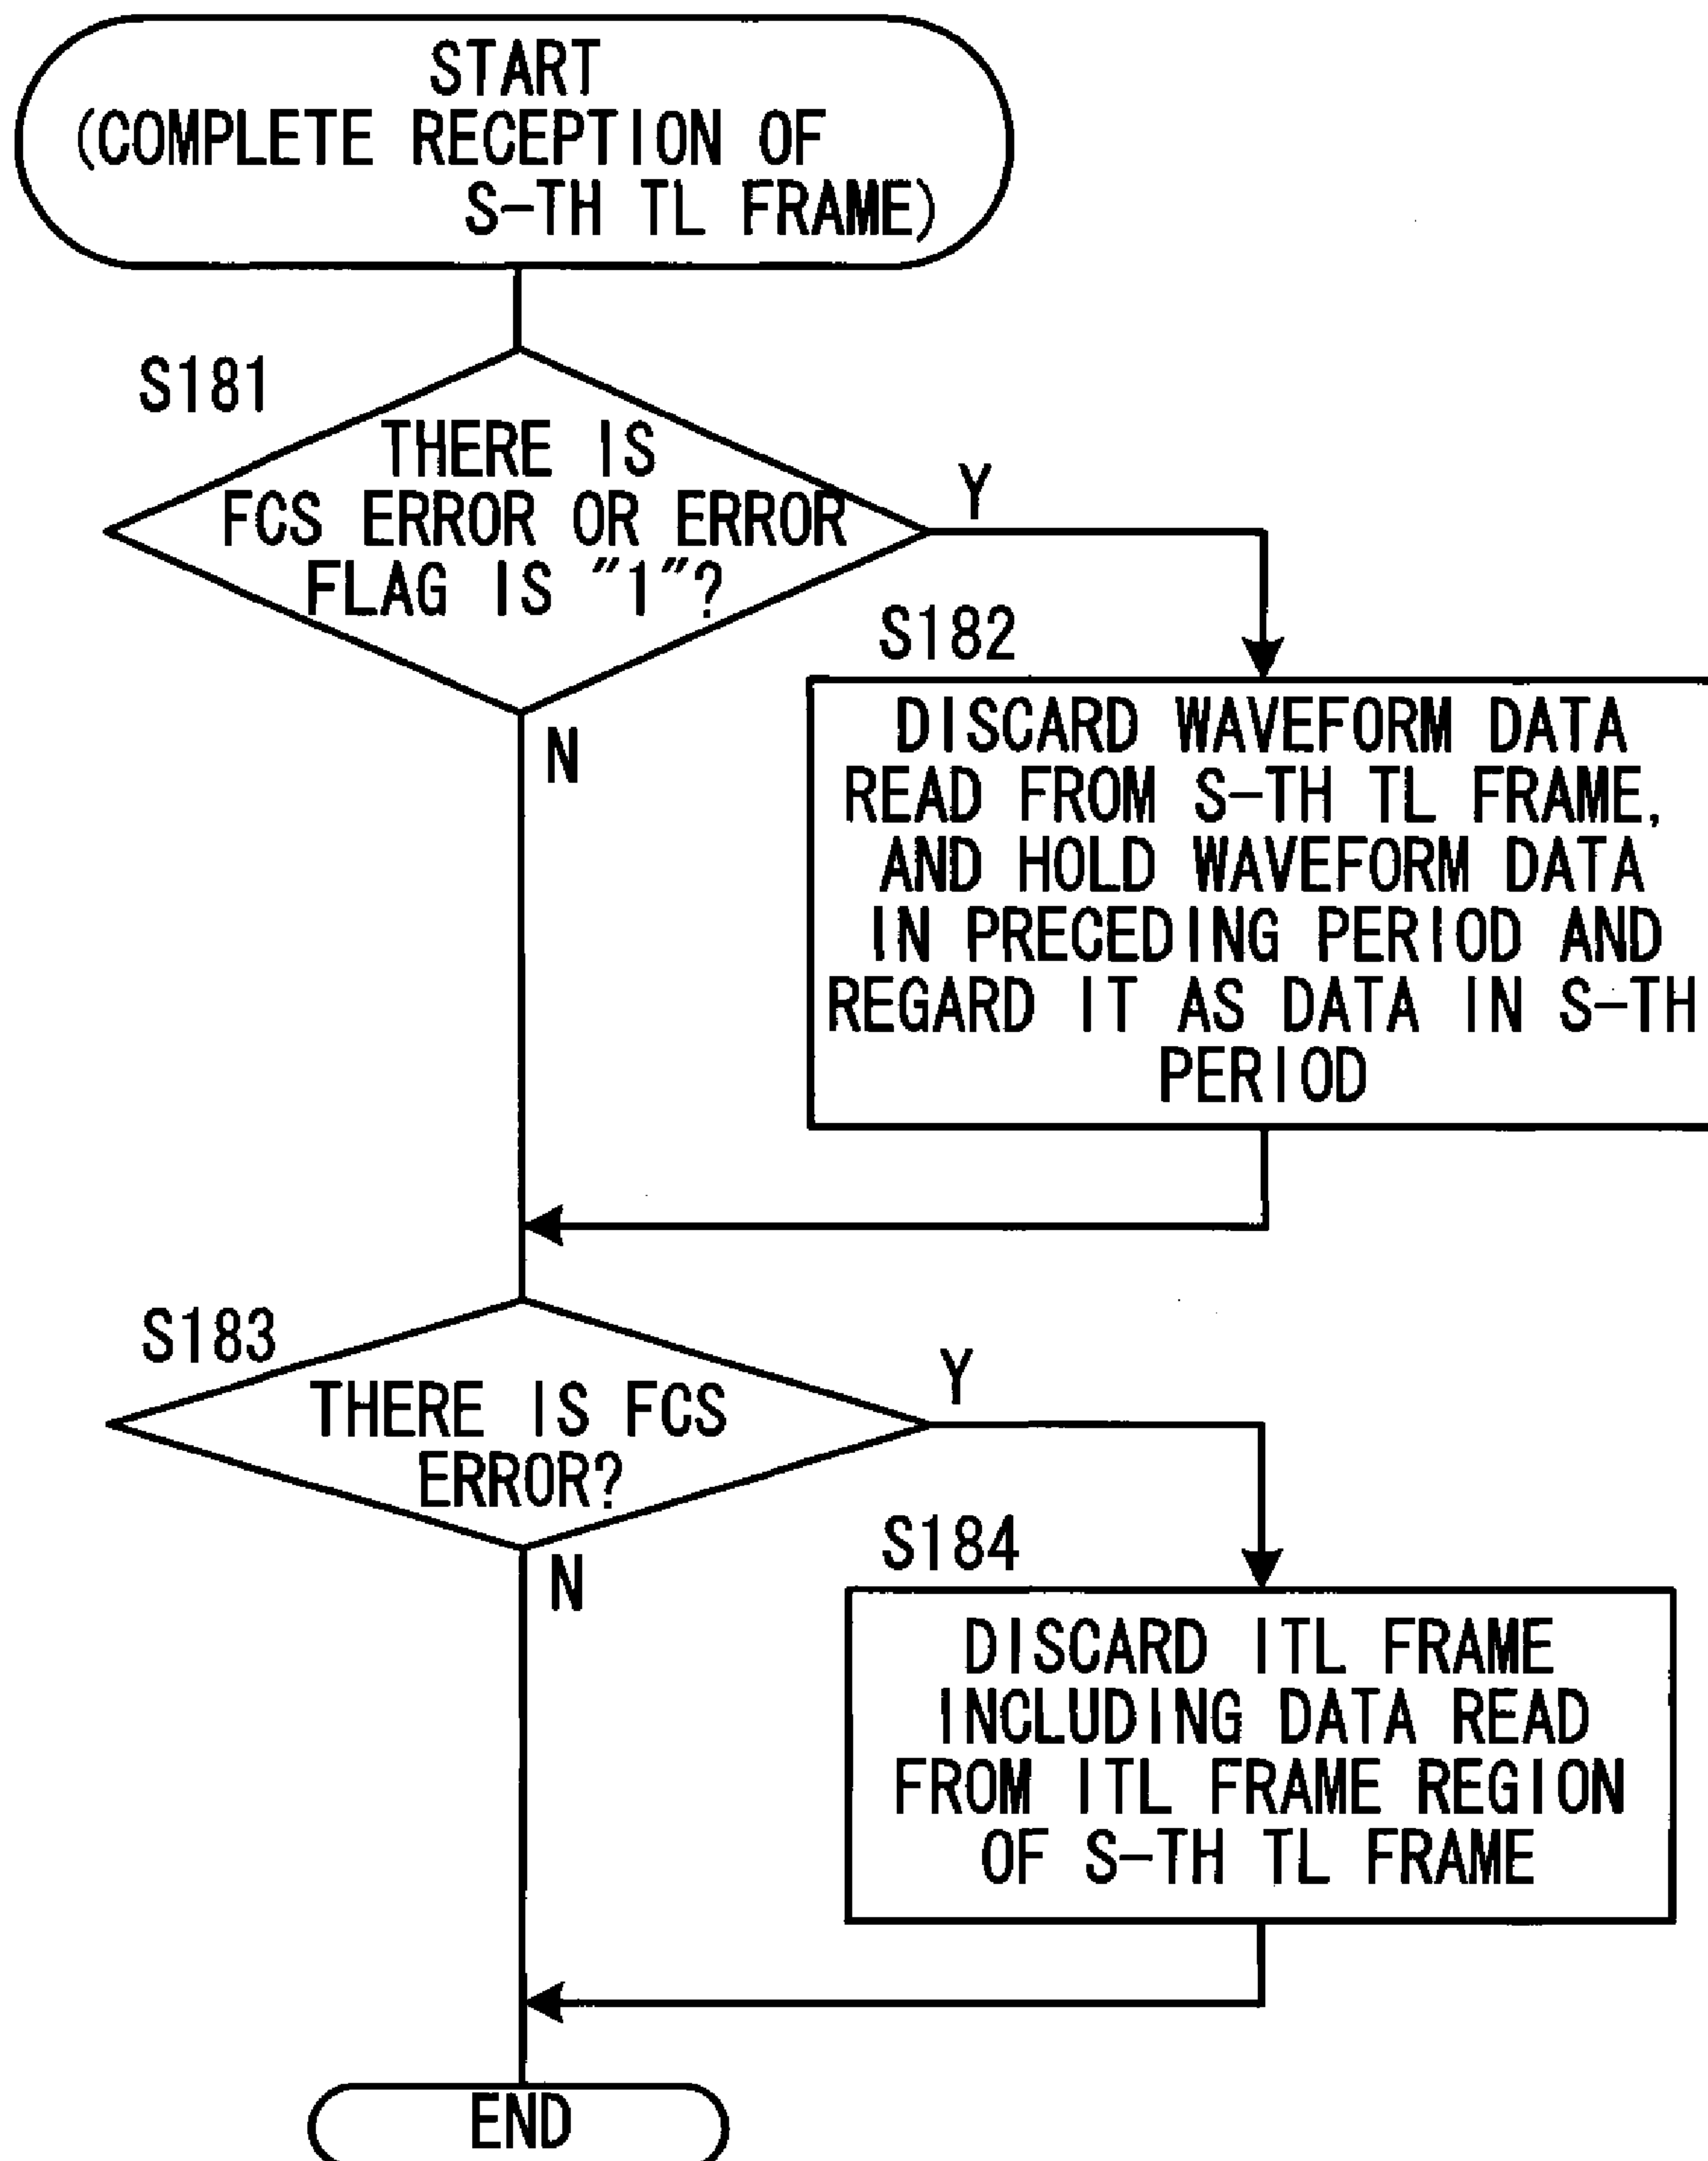 START
(COMPLETE RECEPTION OF
S-TH TL FRAME)
S181
THERE IS
FCS ERROR OR ERROR
FLAG IS "1"?
Y
N
S182
DISCARD WAVEFORM DATA
READ FROM S-TH TL FRAME,
AND HOLD WAVEFORM DATA
IN PRECEDING PERIOD AND
REGARD IT AS DATA IN S-TH
PERIOD
S183
THERE IS FCS
ERROR?
Y
N
S184
DISCARD ITL FRAME
INCLUDING DATA READ
FROM ITL FRAME REGION
OF S-TH TL FRAME
END